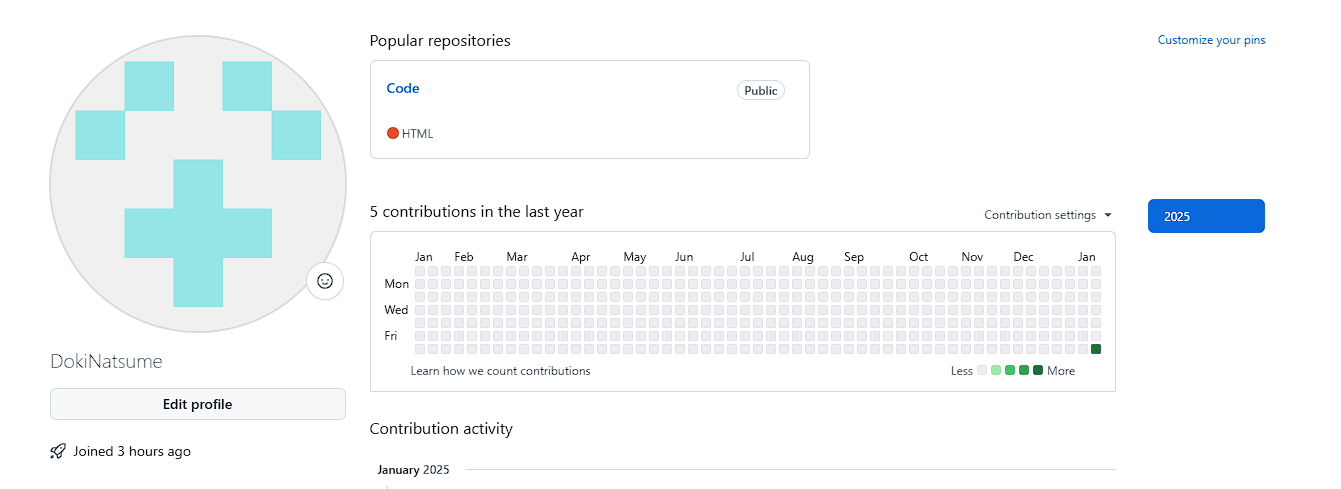 Popular repositories
Customize your pins
Code
Public
HTML
5 contributions in the last year
Contribution settings
2025
Jan Feb Mar Apr May Jun Jul Aug Sep Oct Nov Dec Jan
Mon
Wed
Fri
Learn how we count contributions
Less
More
DokiNatsume
Edit profile
Joined 3 hours ago
Contribution activity
January 2025